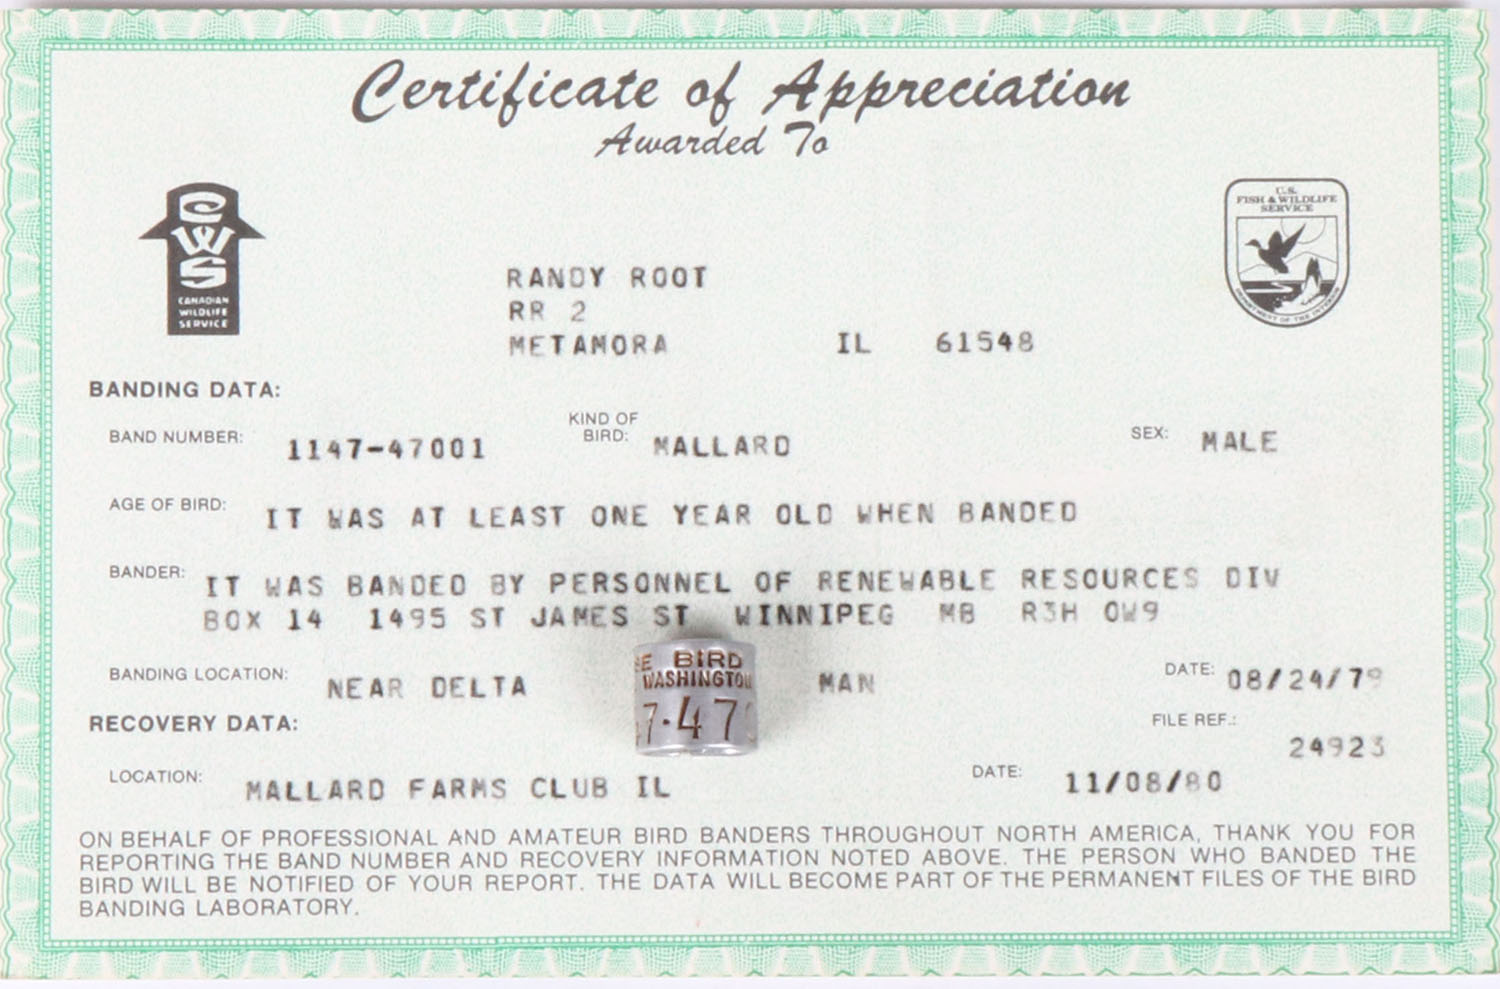 Certificate of Appreciation
Awarded To
CWS
CANADIAN
WILDLIFE
SERVICE
U.S.
FISH & WILDLIFE
SERVICE
DEPARTMENT OF THE INTERIOR
RANDY ROOT
RR 2
METAMORA IL 61548
BANDING DATA:
BAND NUMBER: 1147-47001 KIND OF BIRD: MALLARD SEX: MALE
AGE OF BIRD: IT WAS AT LEAST ONE YEAR OLD WHEN BANDED
BANDER: IT WAS BANDED BY PERSONNEL OF RENEWABLE RESOURCES DIV
BOX 14 1495 ST JAMES ST WINNIPEG MB R3H 0W9
BANDING LOCATION: NEAR DELTA MAN DATE: 08/24/79
BIRD
WASHINGTON
7-47
RECOVERY DATA: FILE REF.: 24923
LOCATION: MALLARD FARMS CLUB IL DATE: 11/08/80
ON BEHALF OF PROFESSIONAL AND AMATEUR BIRD BANDERS THROUGHOUT NORTH AMERICA, THANK YOU FOR
REPORTING THE BAND NUMBER AND RECOVERY INFORMATION NOTED ABOVE. THE PERSON WHO BANDED THE
BIRD WILL BE NOTIFIED OF YOUR REPORT. THE DATA WILL BECOME PART OF THE PERMANENT FILES OF THE BIRD
BANDING LABORATORY.